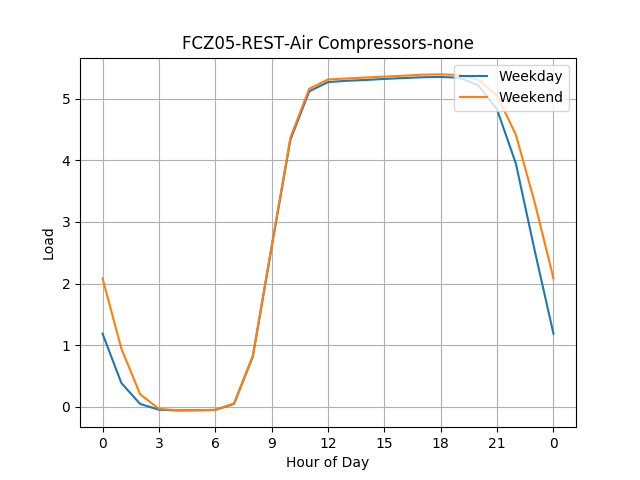 FCZ05-REST-Air Compressors-none
Weekday
Weekend
Load
5
4
3
2
1
0
0 3 6 9 12 15 18 21 0
Hour of Day